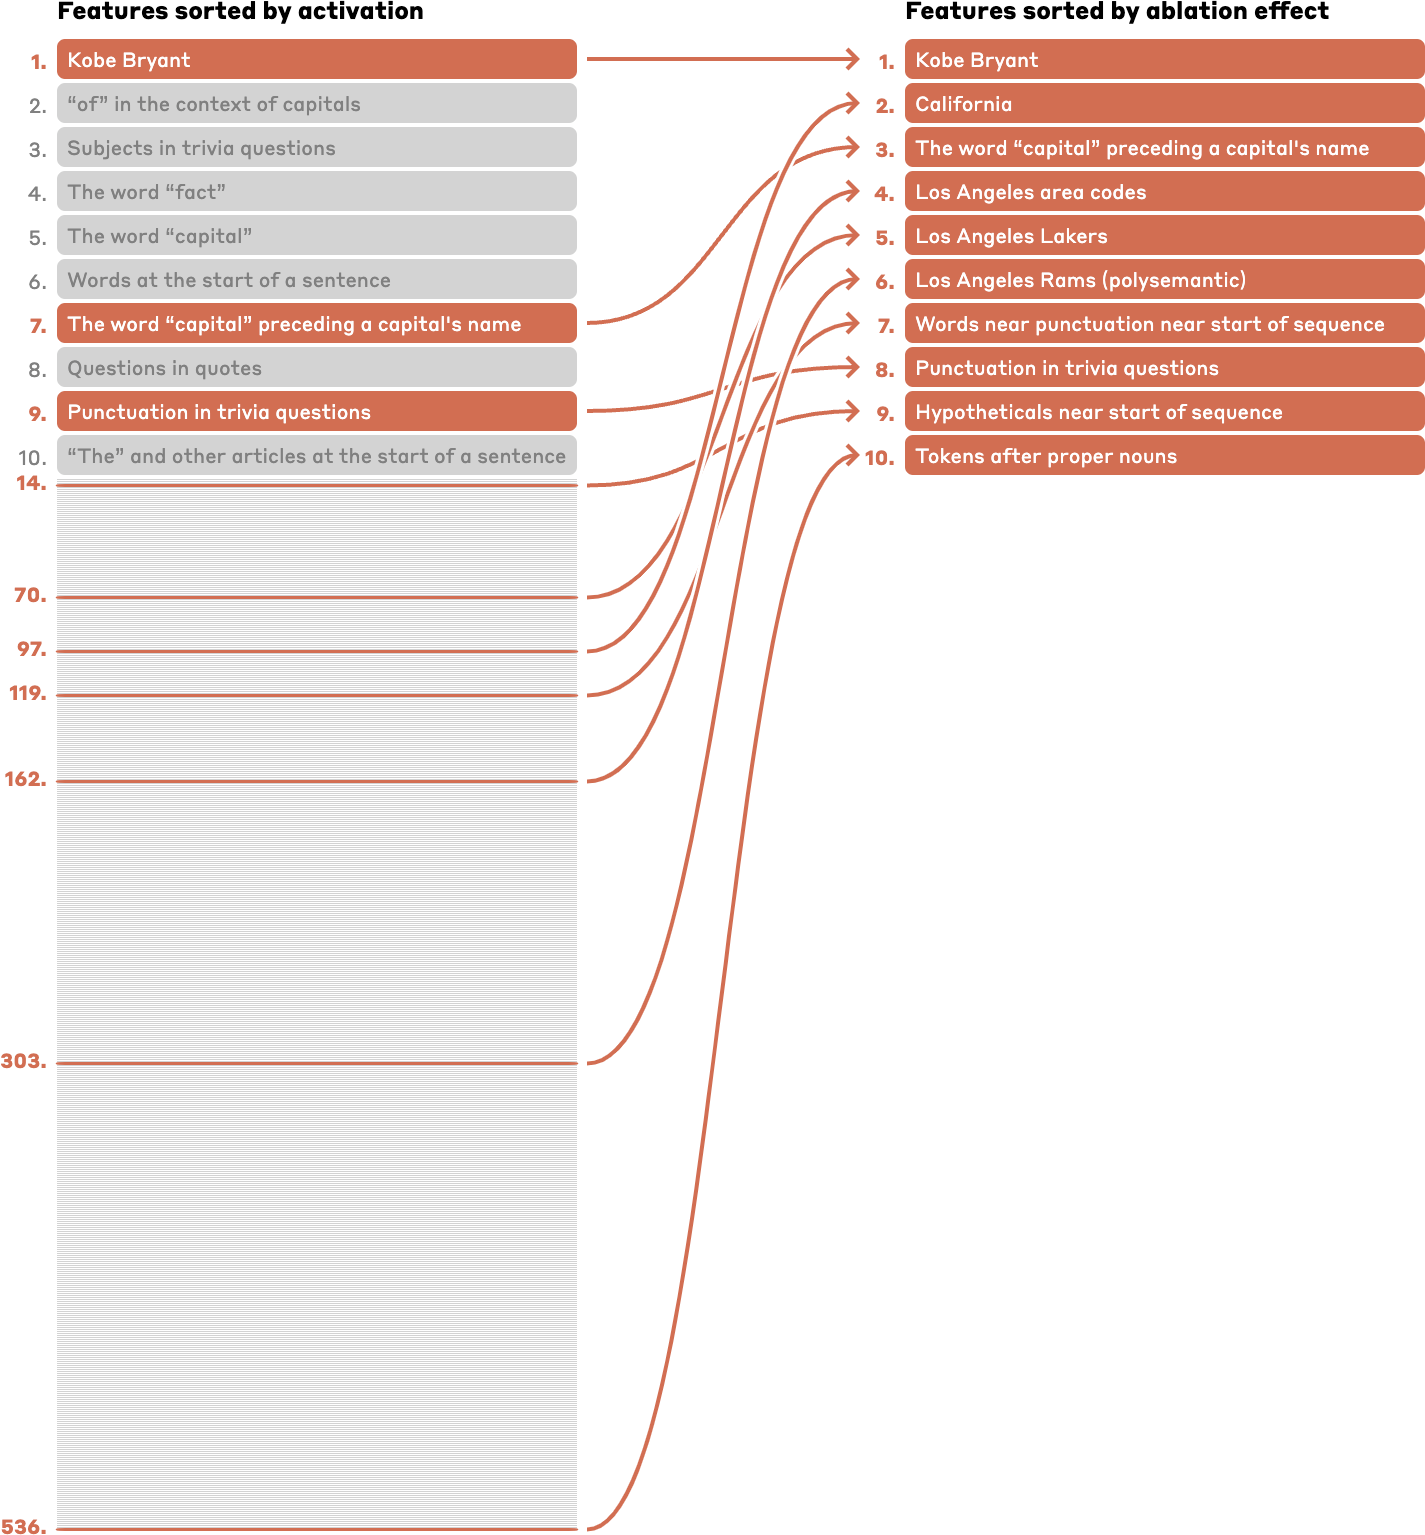 Features sorted by activation
1. Kobe Bryant
2. “of” in the context of capitals
3. Subjects in trivia questions
4. The word “fact”
5. The word “capital”
6. Words at the start of a sentence
7. The word “capital” preceding a capital's name
8. Questions in quotes
9. Punctuation in trivia questions
10. “The” and other articles at the start of a sentence
14.
70.
97.
119.
162.
303.
536.
Features sorted by ablation effect
1. Kobe Bryant
2. California
3. The word “capital” preceding a capital's name
4. Los Angeles area codes
5. Los Angeles Lakers
6. Los Angeles Rams (polysemantic)
7. Words near punctuation near start of sequence
8. Punctuation in trivia questions
9. Hypotheticals near start of sequence
10. Tokens after proper nouns